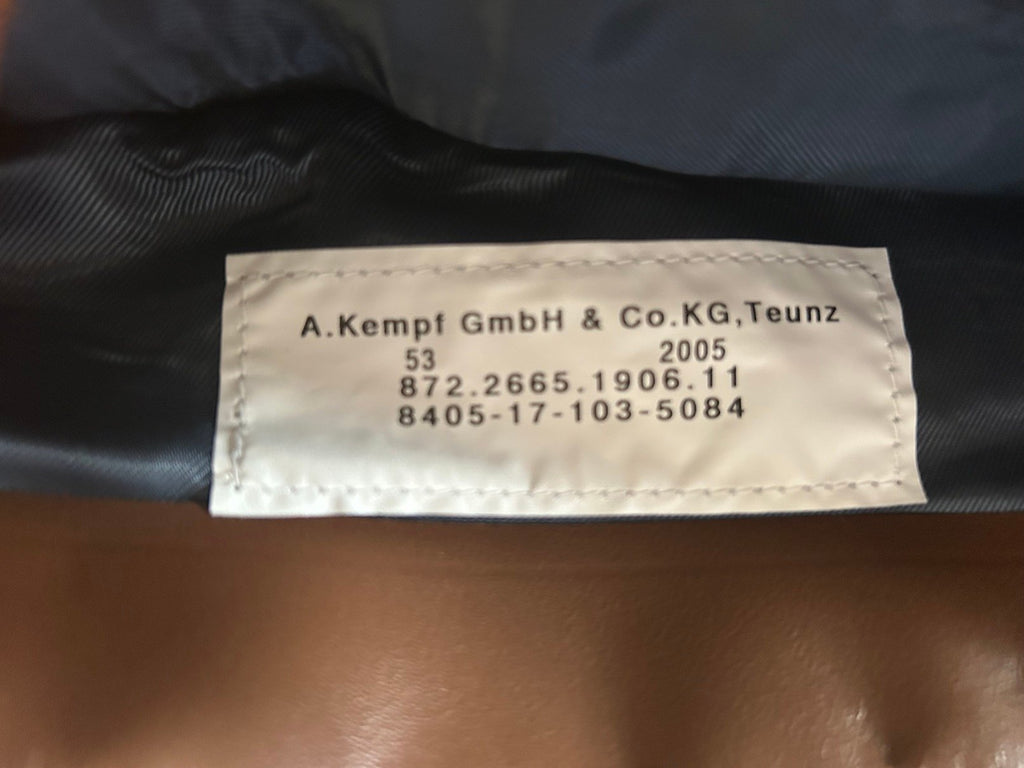 A.Kempf GmbH & Co.KG,Teunz
53 2005
872.2665.1906.11
8405-17-103-5084